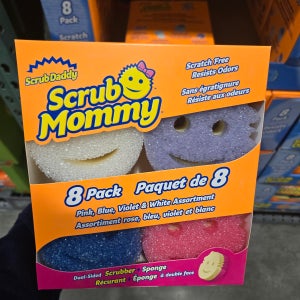 8
Pack
ScrubDaddy
Scrub
Mommy
Scratch Free
Resists Odors
Sans égratignure
Résiste aux odeurs
8 Pack Paquet de 8
Pink, Blue, Violet & White Assortment
Assortiment rose, bleu, violet et blanc
Dual-Sided Scrubber Sponge
Récurant Éponge à double face